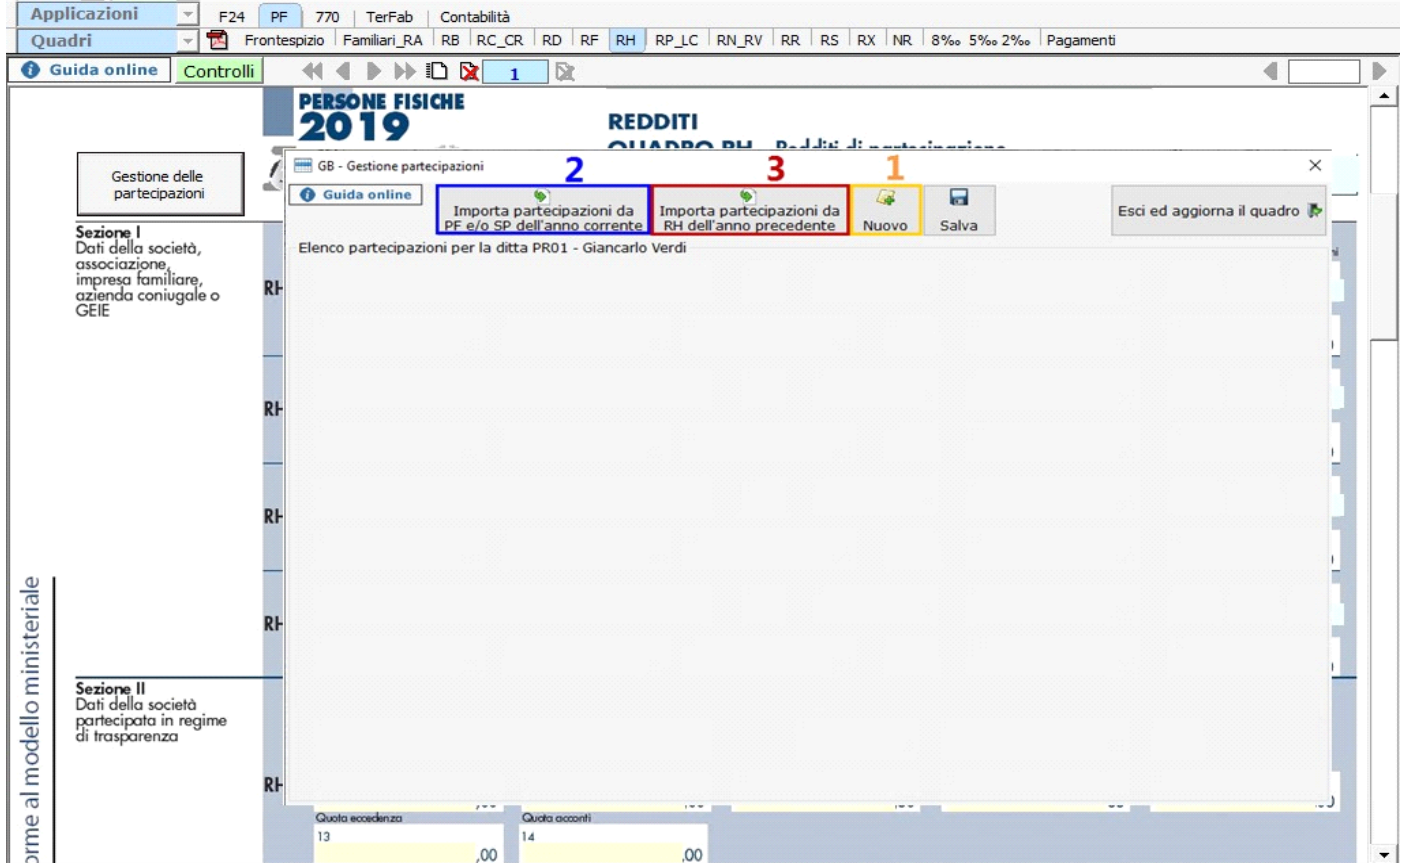 Applicazioni F24 PF 770 TerFab Contabilità
Quadri Frontespizio Familiari_RA RB RC_CR RD RF RH RP_LC RN_RV RR RS RX NR 8‰ 5‰ 2‰ Pagamenti
Guida online Controlli 1
PERSONE FISICHE
2019
REDDITI
QUADRO RH Redditi di partecipazione
Gestione delle
partecipazioni
GB - Gestione partecipazioni
2 3 1
Guida online
Importa partecipazioni da
PF e/o SP dell'anno corrente
Importa partecipazioni da
RH dell'anno precedente
Nuovo
Salva
Esci ed aggiorna il quadro
Elenco partecipazioni per la ditta PR01 - Giancarlo Verdi
Sezione I
Dati della società,
associazione,
impresa familiare,
azienda coniugale o
GEIE
RH
RH
RH
RH
Sezione II
Dati della società
partecipata in regime
di trasparenza
RH
orme al modello ministeriale
Quota eccedenza Quota acconti
13 14
,00 ,00